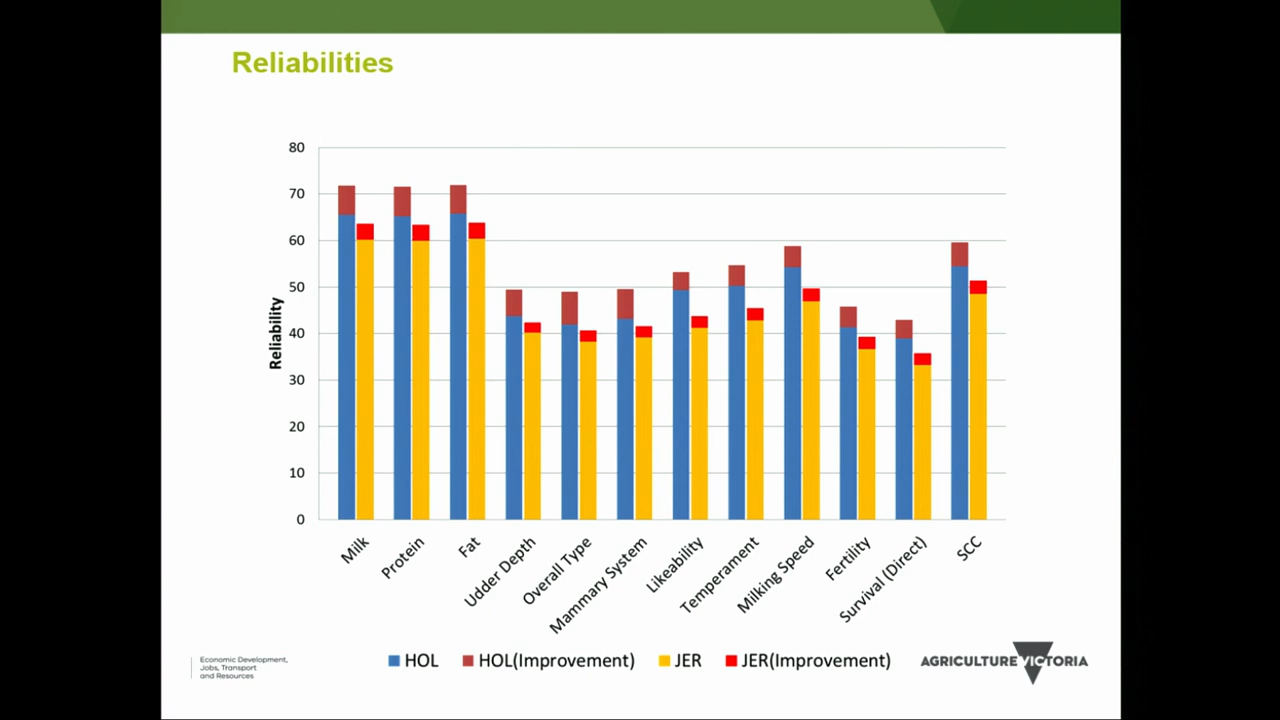 Reliabilities
80
70
60
50
40
30
20
10
0
Reliability
Milk
Protein
Fat
Udder Depth
Overall Type
Mammary System
Likeability
Temperament
Milking Speed
Fertility
Survival (Direct)
SCC
HOL HOL(Improvement) JER JER(Improvement)
Economic Development,
Jobs, Transport
and Resources
AGRICULTURE VICTORIA